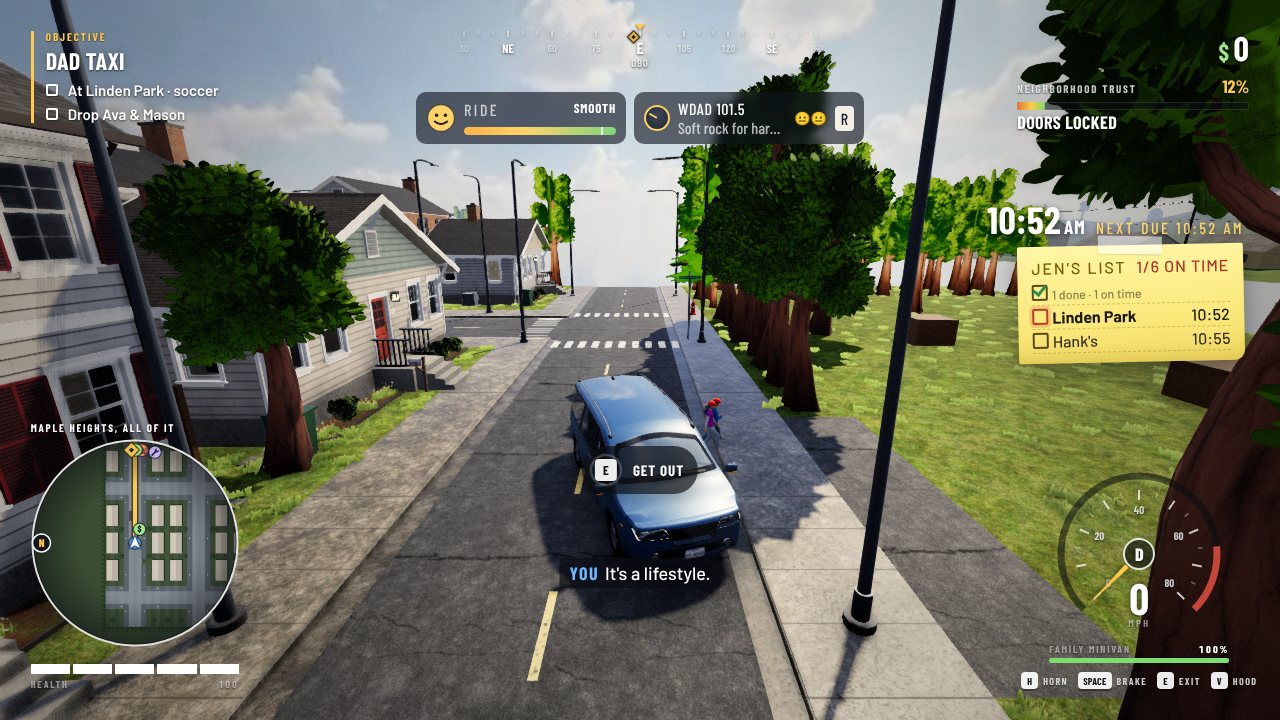 OBJECTIVE
DAD TAXI
At Linden Park · soccer
Drop Ava & Mason
30 NE 60 75 E 105 120 SE
090
RIDE SMOOTH
WDAD 101.5
Soft rock for har...
R
$0
NEIGHBORHOOD TRUST 12%
DOORS LOCKED
10:52 AM NEXT DUE 10:52 AM
JEN'S LIST 1/6 ON TIME
1 done · 1 on time
Linden Park 10:52
Hank's 10:55
E GET OUT
YOU It's a lifestyle.
MAPLE HEIGHTS, ALL OF IT
N
$
HEALTH 100
0 20 40 60 80
D
0
MPH
FAMILY MINIVAN 100%
H HORN SPACE BRAKE E EXIT V HOOD